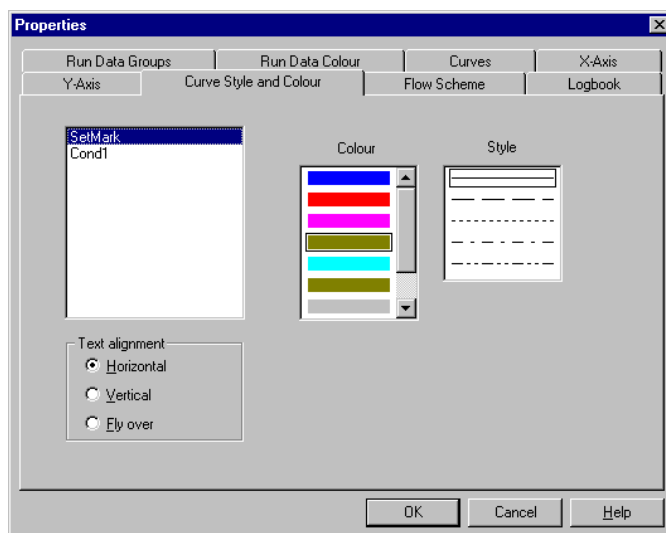 Properties
Run Data Groups Run Data Colour Curves X-Axis
Y-Axis Curve Style and Colour Flow Scheme Logbook
SetMark
Cond1
Colour
Style
Text alignment
Horizontal
Vertical
Fly over
OK Cancel Help